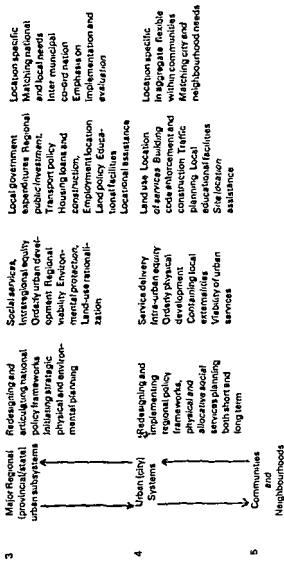 3
Major Regional
(provincial/state)
urban subsystems
Redesigning and
articulating national
policy frameworks
Initiating strategic
physical and environ-
mental planning
Social services,
Intraregional equity
Orderly urban devel-
opment Regional
viability Environ-
mental protection,
Land-use rationali-
zation
Local government
expenditures Regional
public investment,
Transport policy
Housing loans and
construction,
Employment location
Land policy Educa-
tional facilities
Locational assistance
Location specific
Matching national
and local needs
Inter municipal
co-ordination
Emphasis on
implementation and
evaluation
4
Urban (city)
Systems
Redesigning and
implementing
regional policy
frameworks,
physical and
allocative social
services planning
both short and
long term
Service delivery
Intra-urban equity
Orderly physical
development
Containing local
externalities
Viability of urban
services
Land use Location
of services Building
code enforcement and
construction Traffic
planning Local
educational facilities
Site location
assistance
Location specific
in aggregate flexible
within communities
Matching city and
neighbourhood needs
5
Communities
and
Neighbourhoods